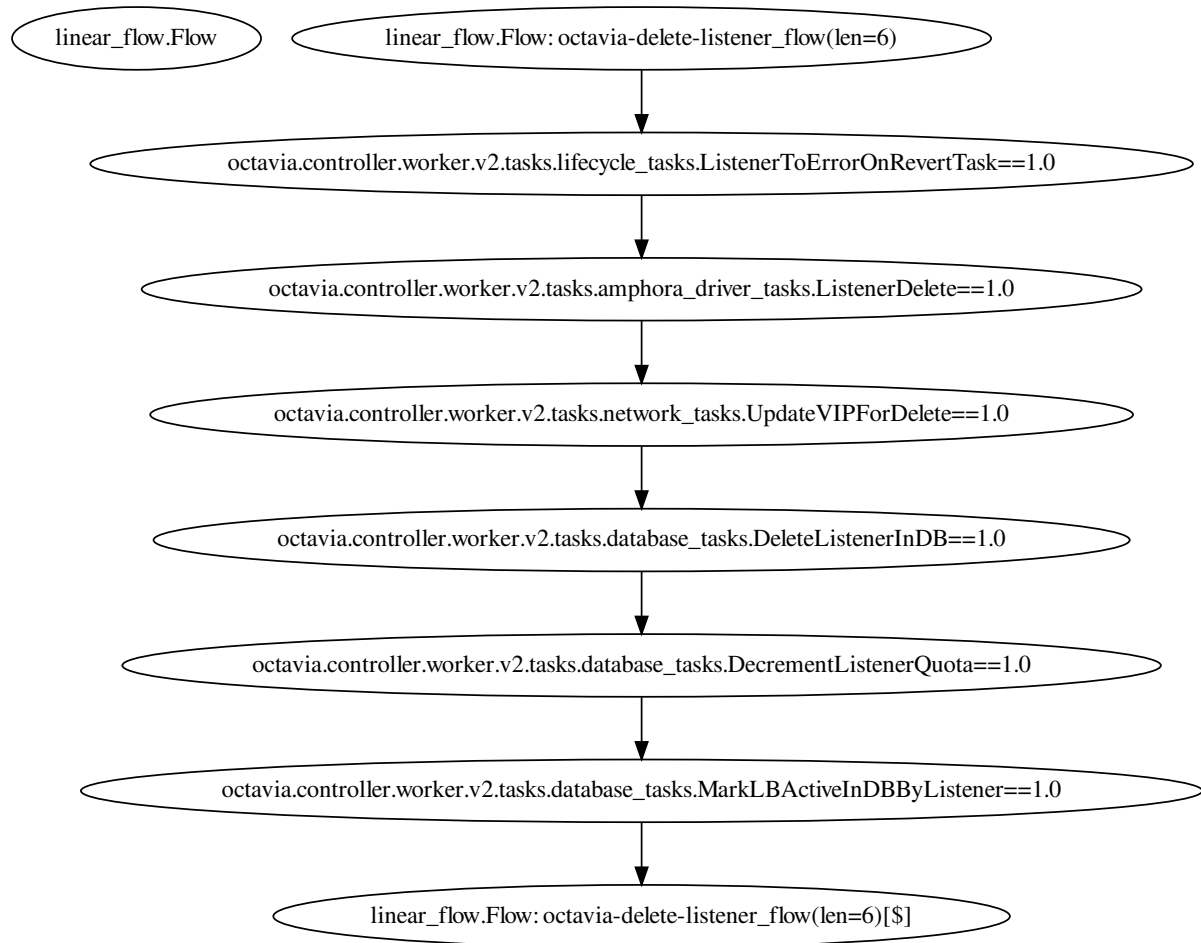 linear_flow.Flow
linear_flow.Flow: octavia-delete-listener_flow(len=6)
octavia.controller.worker.v2.tasks.lifecycle_tasks.ListenerToErrorOnRevertTask==1.0
octavia.controller.worker.v2.tasks.amphora_driver_tasks.ListenerDelete==1.0
octavia.controller.worker.v2.tasks.network_tasks.UpdateVIPForDelete==1.0
octavia.controller.worker.v2.tasks.database_tasks.DeleteListenerInDB==1.0
octavia.controller.worker.v2.tasks.database_tasks.DecrementListenerQuota==1.0
octavia.controller.worker.v2.tasks.database_tasks.MarkLBActiveInDBByListener==1.0
linear_flow.Flow: octavia-delete-listener_flow(len=6)[$]